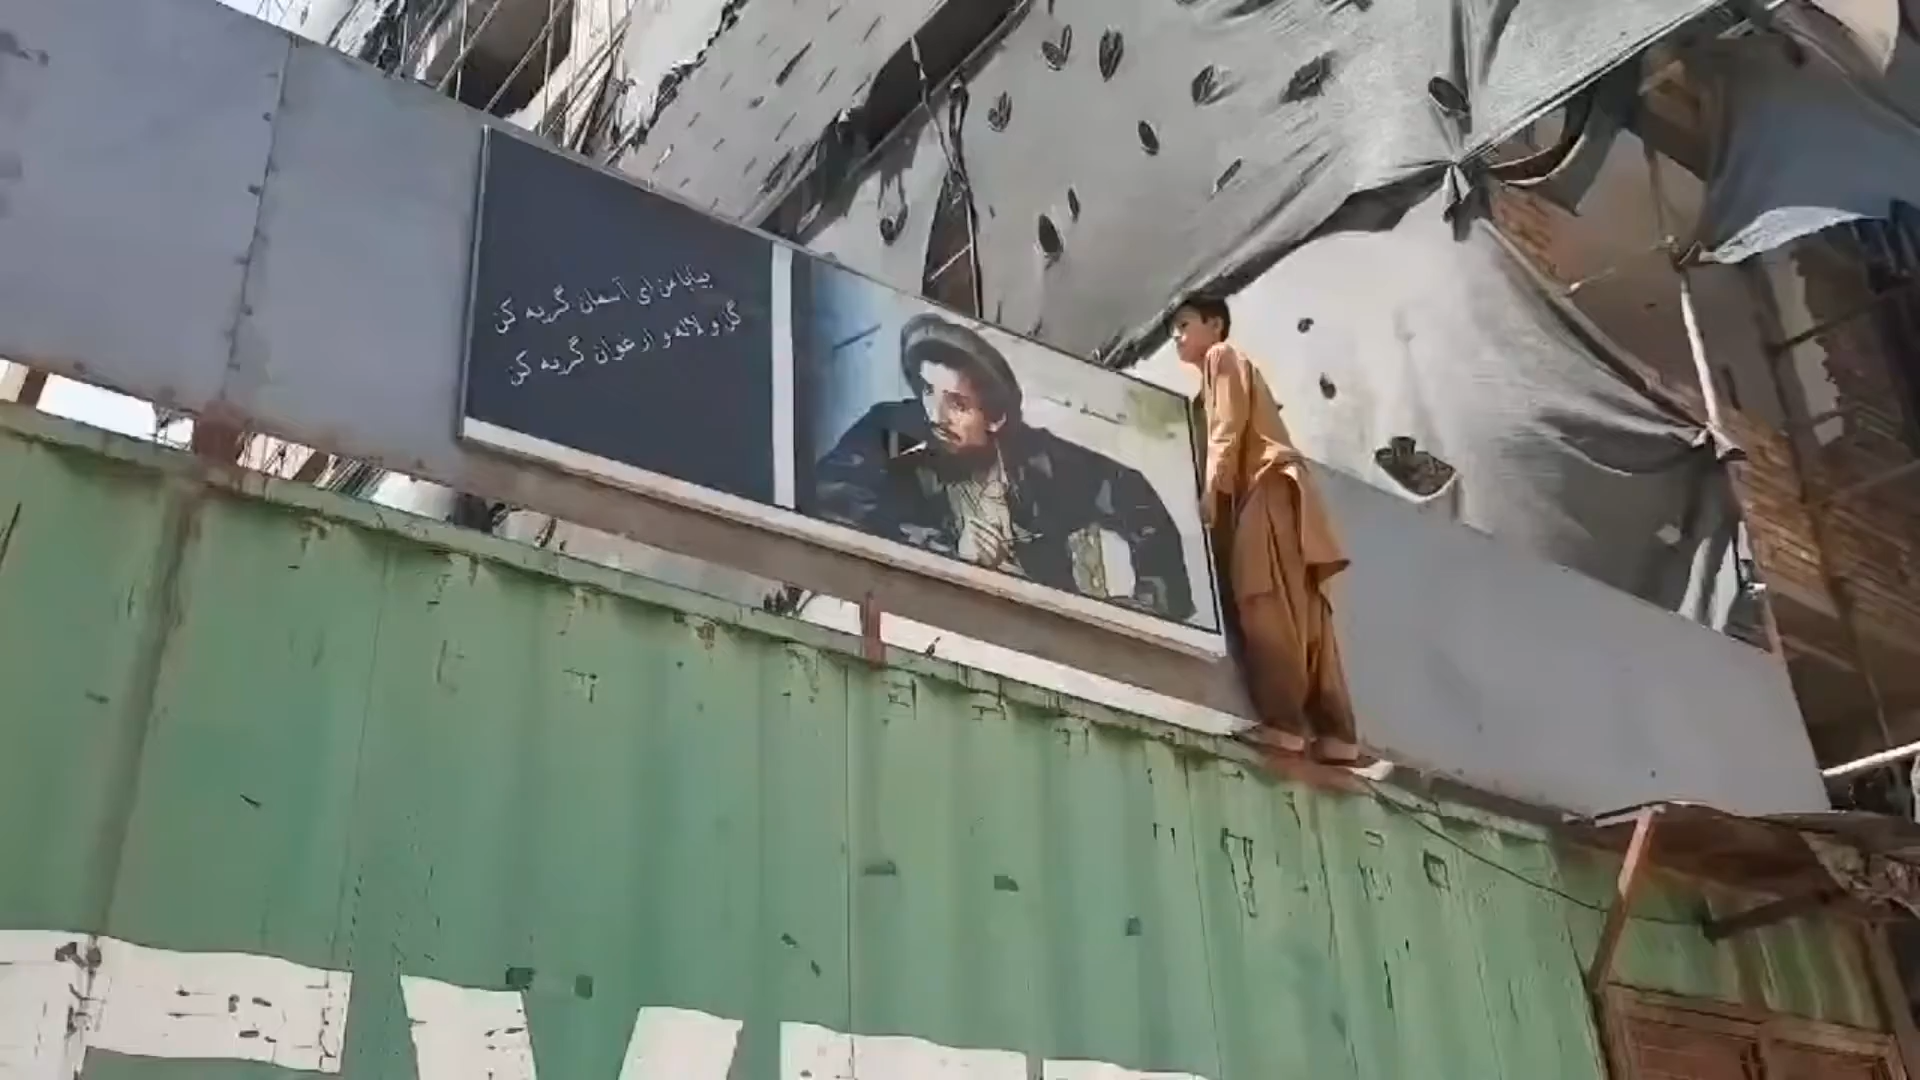 بیا با من ای آسمان گریه کن
گل و لاله و ارغوان گریه کن